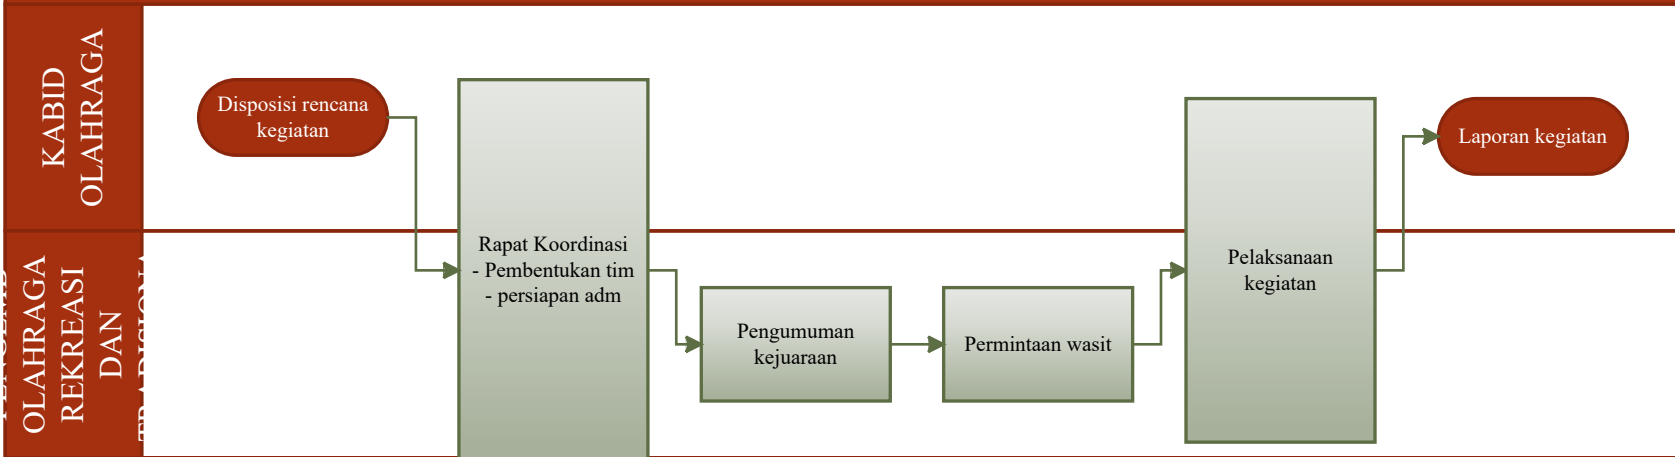 KABID
OLAHRAGA
Disposisi rencana
kegiatan
Rapat Koordinasi
- Pembentukan tim
- persiapan adm
Pengumuman
kejuaraan
Permintaan wasit
Pelaksanaan
kegiatan
Laporan kegiatan
OLAHRAGA
REKREASI
DAN